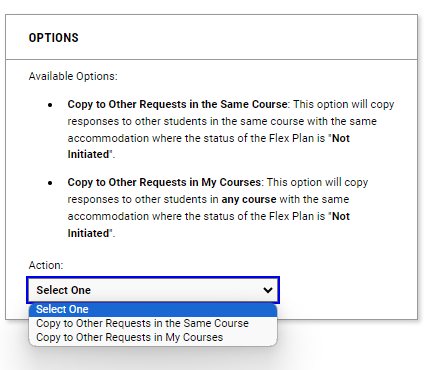 OPTIONS
Available Options:
• Copy to Other Requests in the Same Course: This option will copy
responses to other students in the same course with the same
accommodation where the status of the Flex Plan is "Not
Initiated".
• Copy to Other Requests in My Courses: This option will copy
responses to other students in any course with the same
accommodation where the status of the Flex Plan is "Not
Initiated".
Action:
Select One
Select One
Copy to Other Requests in the Same Course
Copy to Other Requests in My Courses